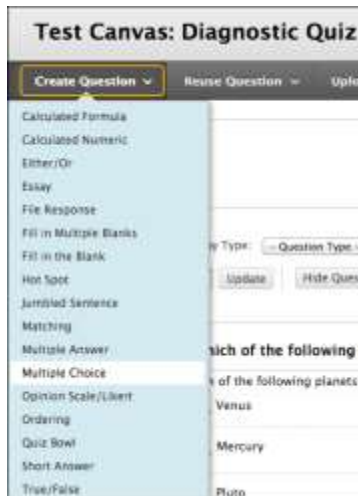 Test Canvas: Diagnostic Quiz
Create Question
Reuse Question
Uplo
Calculated Formula
Calculated Numeric
Either/Or
Essay
File Response
Fill in Multiple Blanks
Fill in the Blank
Hot Spot
Jumbled Sentence
Matching
Multiple Answer
Multiple Choice
Opinion Scale/Likert
Ordering
Quiz Bowl
Short Answer
True/False
y Type: - Question Type -
Update
Hide Ques
hich of the following
of the following planets
Venus
Mercury
Pluto